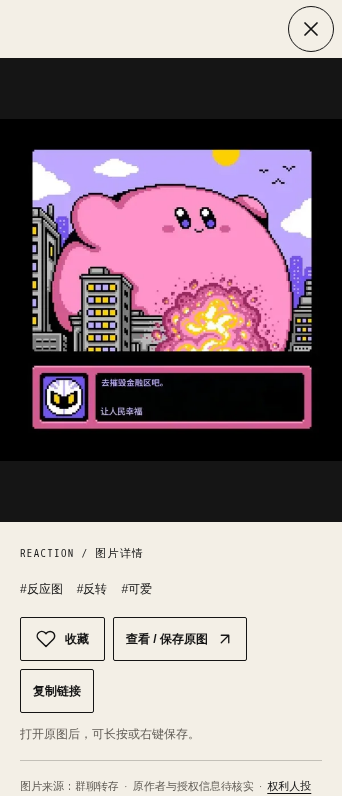 去摧毁金融区吧。
让人民幸福
REACTION / 图片详情
#反应图 #反转 #可爱
收藏
查看 / 保存原图
复制链接
打开原图后，可长按或右键保存。
图片来源：群聊转存 · 原作者与授权信息待核实 · 权利人投